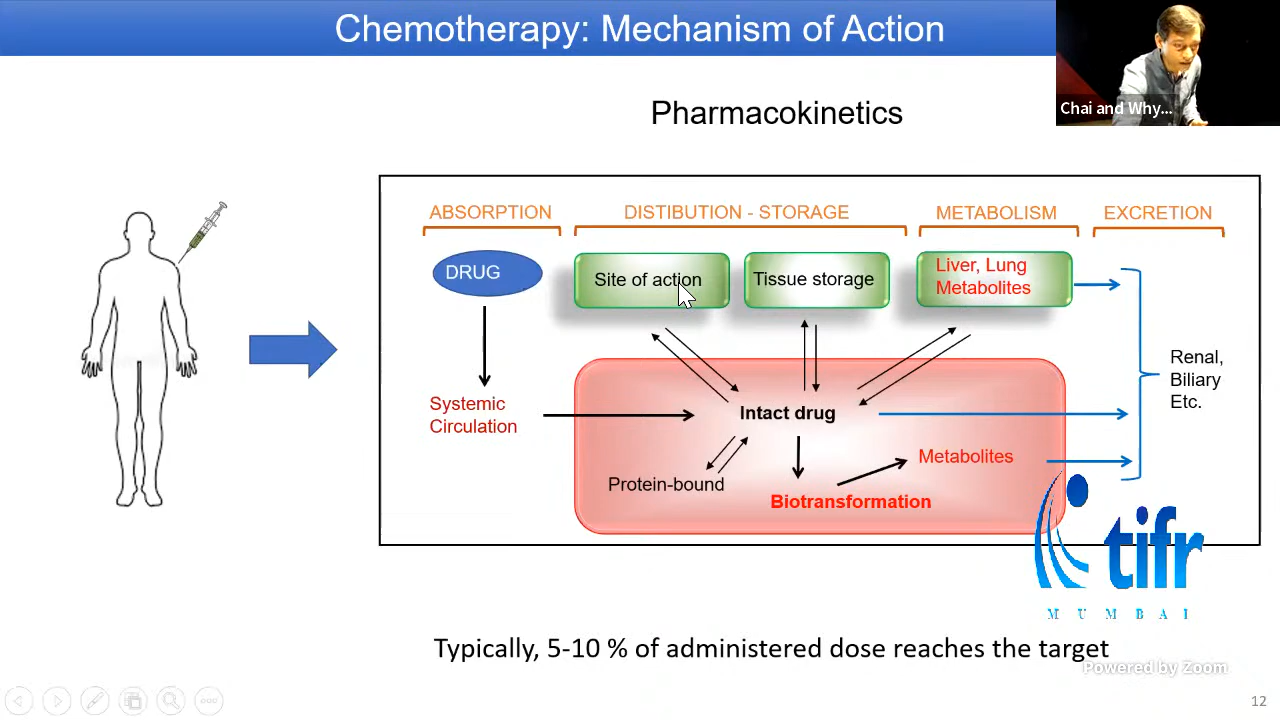 Chemotherapy: Mechanism of Action
Chai and Why...
Pharmacokinetics
ABSORPTION
DISTIBUTION - STORAGE
METABOLISM
EXCRETION
DRUG
Site of action
Tissue storage
Liver, Lung
Metabolites
Systemic
Circulation
Intact drug
Renal,
Biliary
Etc.
Protein-bound
Metabolites
Biotransformation
tifr
MUMBAI
Typically, 5-10 % of administered dose reaches the target
Powered by Zoom
12